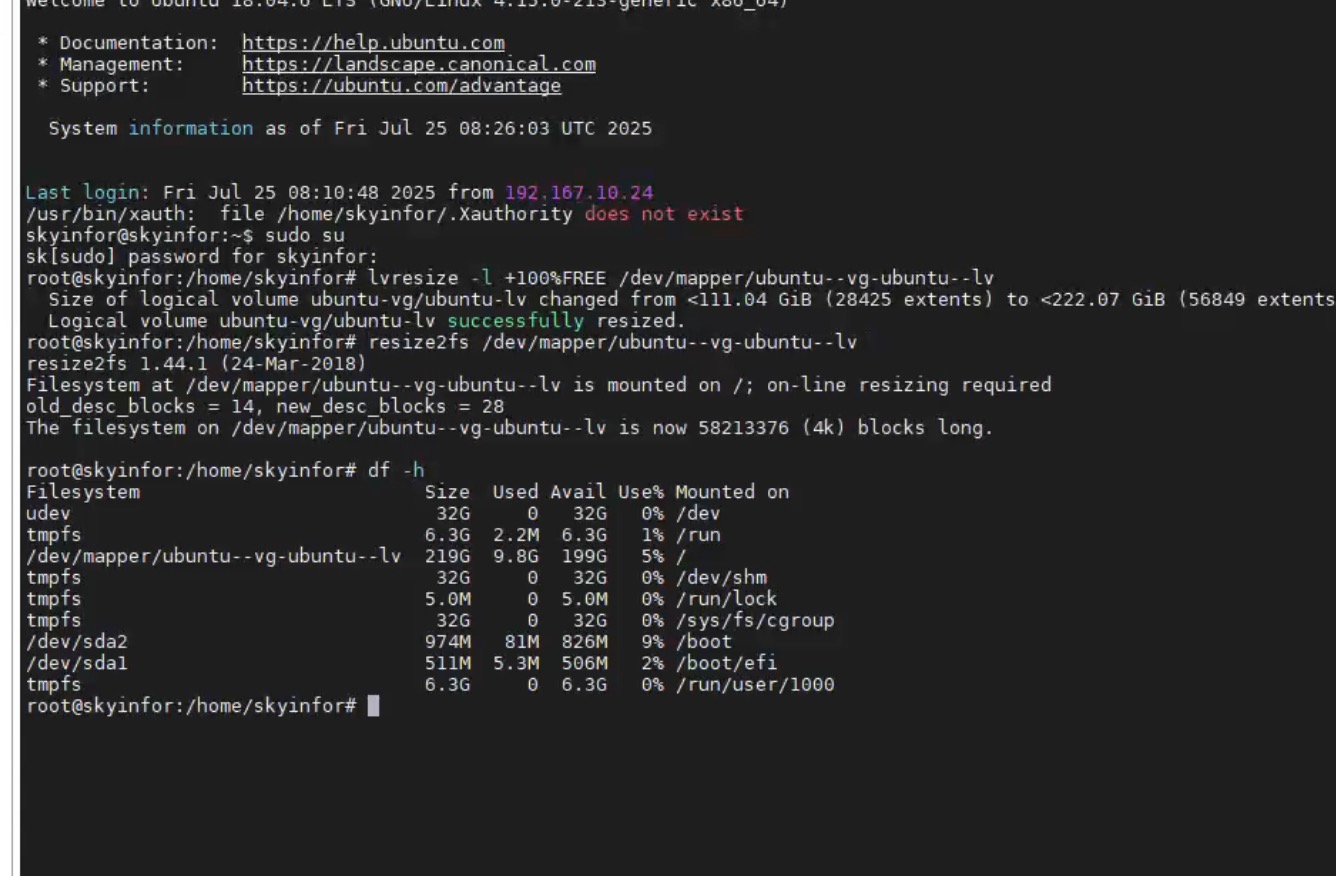 Welcome to Ubuntu 18.04.6 LTS (GNU/Linux 4.15.0-213-generic x86_64)
* Documentation:  https://help.ubuntu.com
* Management:     https://landscape.canonical.com
* Support:        https://ubuntu.com/advantage
System information as of Fri Jul 25 08:26:03 UTC 2025
Last login: Fri Jul 25 08:10:48 2025 from 192.167.10.24
/usr/bin/xauth:  file /home/skyinfor/.Xauthority does not exist
skyinfor@skyinfor:~$ sudo su
sk[sudo] password for skyinfor:
root@skyinfor:/home/skyinfor# lvresize -l +100%FREE /dev/mapper/ubuntu--vg-ubuntu--lv
Size of logical volume ubuntu-vg/ubuntu-lv changed from <111.04 GiB (28425 extents) to <222.07 GiB (56849 extents
Logical volume ubuntu-vg/ubuntu-lv successfully resized.
root@skyinfor:/home/skyinfor# resize2fs /dev/mapper/ubuntu--vg-ubuntu--lv
resize2fs 1.44.1 (24-Mar-2018)
Filesystem at /dev/mapper/ubuntu--vg-ubuntu--lv is mounted on /; on-line resizing required
old_desc_blocks = 14, new_desc_blocks = 28
The filesystem on /dev/mapper/ubuntu--vg-ubuntu--lv is now 58213376 (4k) blocks long.
root@skyinfor:/home/skyinfor# df -h
Filesystem                         Size  Used Avail Use% Mounted on
udev                                32G     0   32G   0% /dev
tmpfs                              6.3G  2.2M  6.3G   1% /run
/dev/mapper/ubuntu--vg-ubuntu--lv  219G  9.8G  199G   5% /
tmpfs                               32G     0   32G   0% /dev/shm
tmpfs                              5.0M     0  5.0M   0% /run/lock
tmpfs                               32G     0   32G   0% /sys/fs/cgroup
/dev/sda2                          974M   81M  826M   9% /boot
/dev/sda1                          511M  5.3M  506M   2% /boot/efi
tmpfs                              6.3G     0  6.3G   0% /run/user/1000
root@skyinfor:/home/skyinfor#